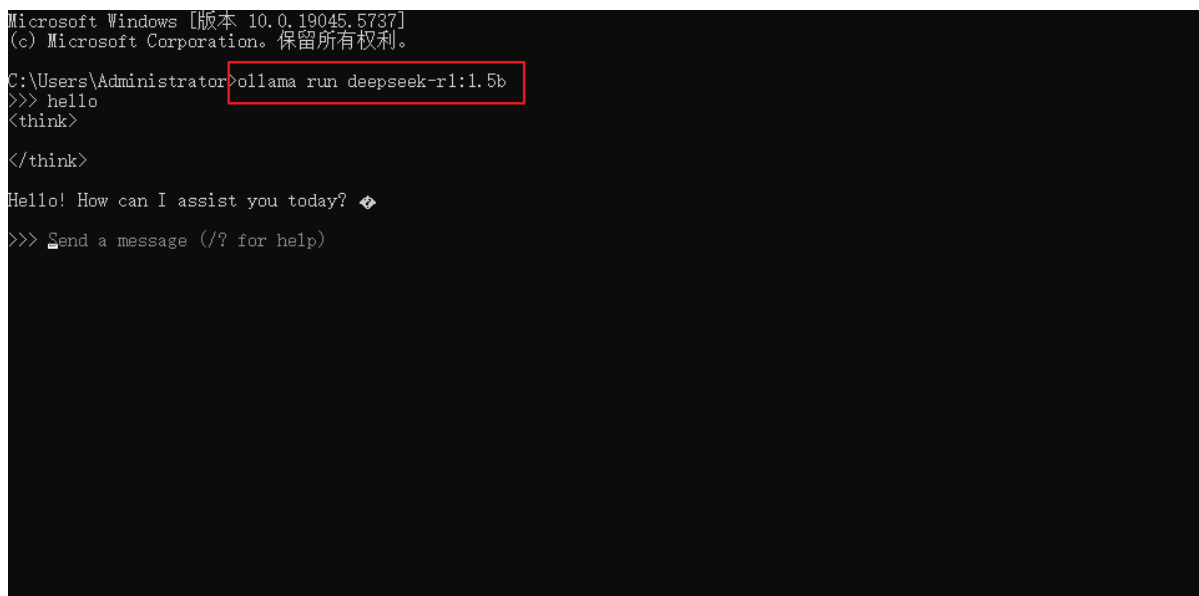 Microsoft Windows [版本 10.0.19045.5737]
(c) Microsoft Corporation。保留所有权利。
C:\Users\Administrator>ollama run deepseek-r1:1.5b
>>> hello
<think>
</think>
Hello! How can I assist you today? �
>>> Send a message (/? for help)